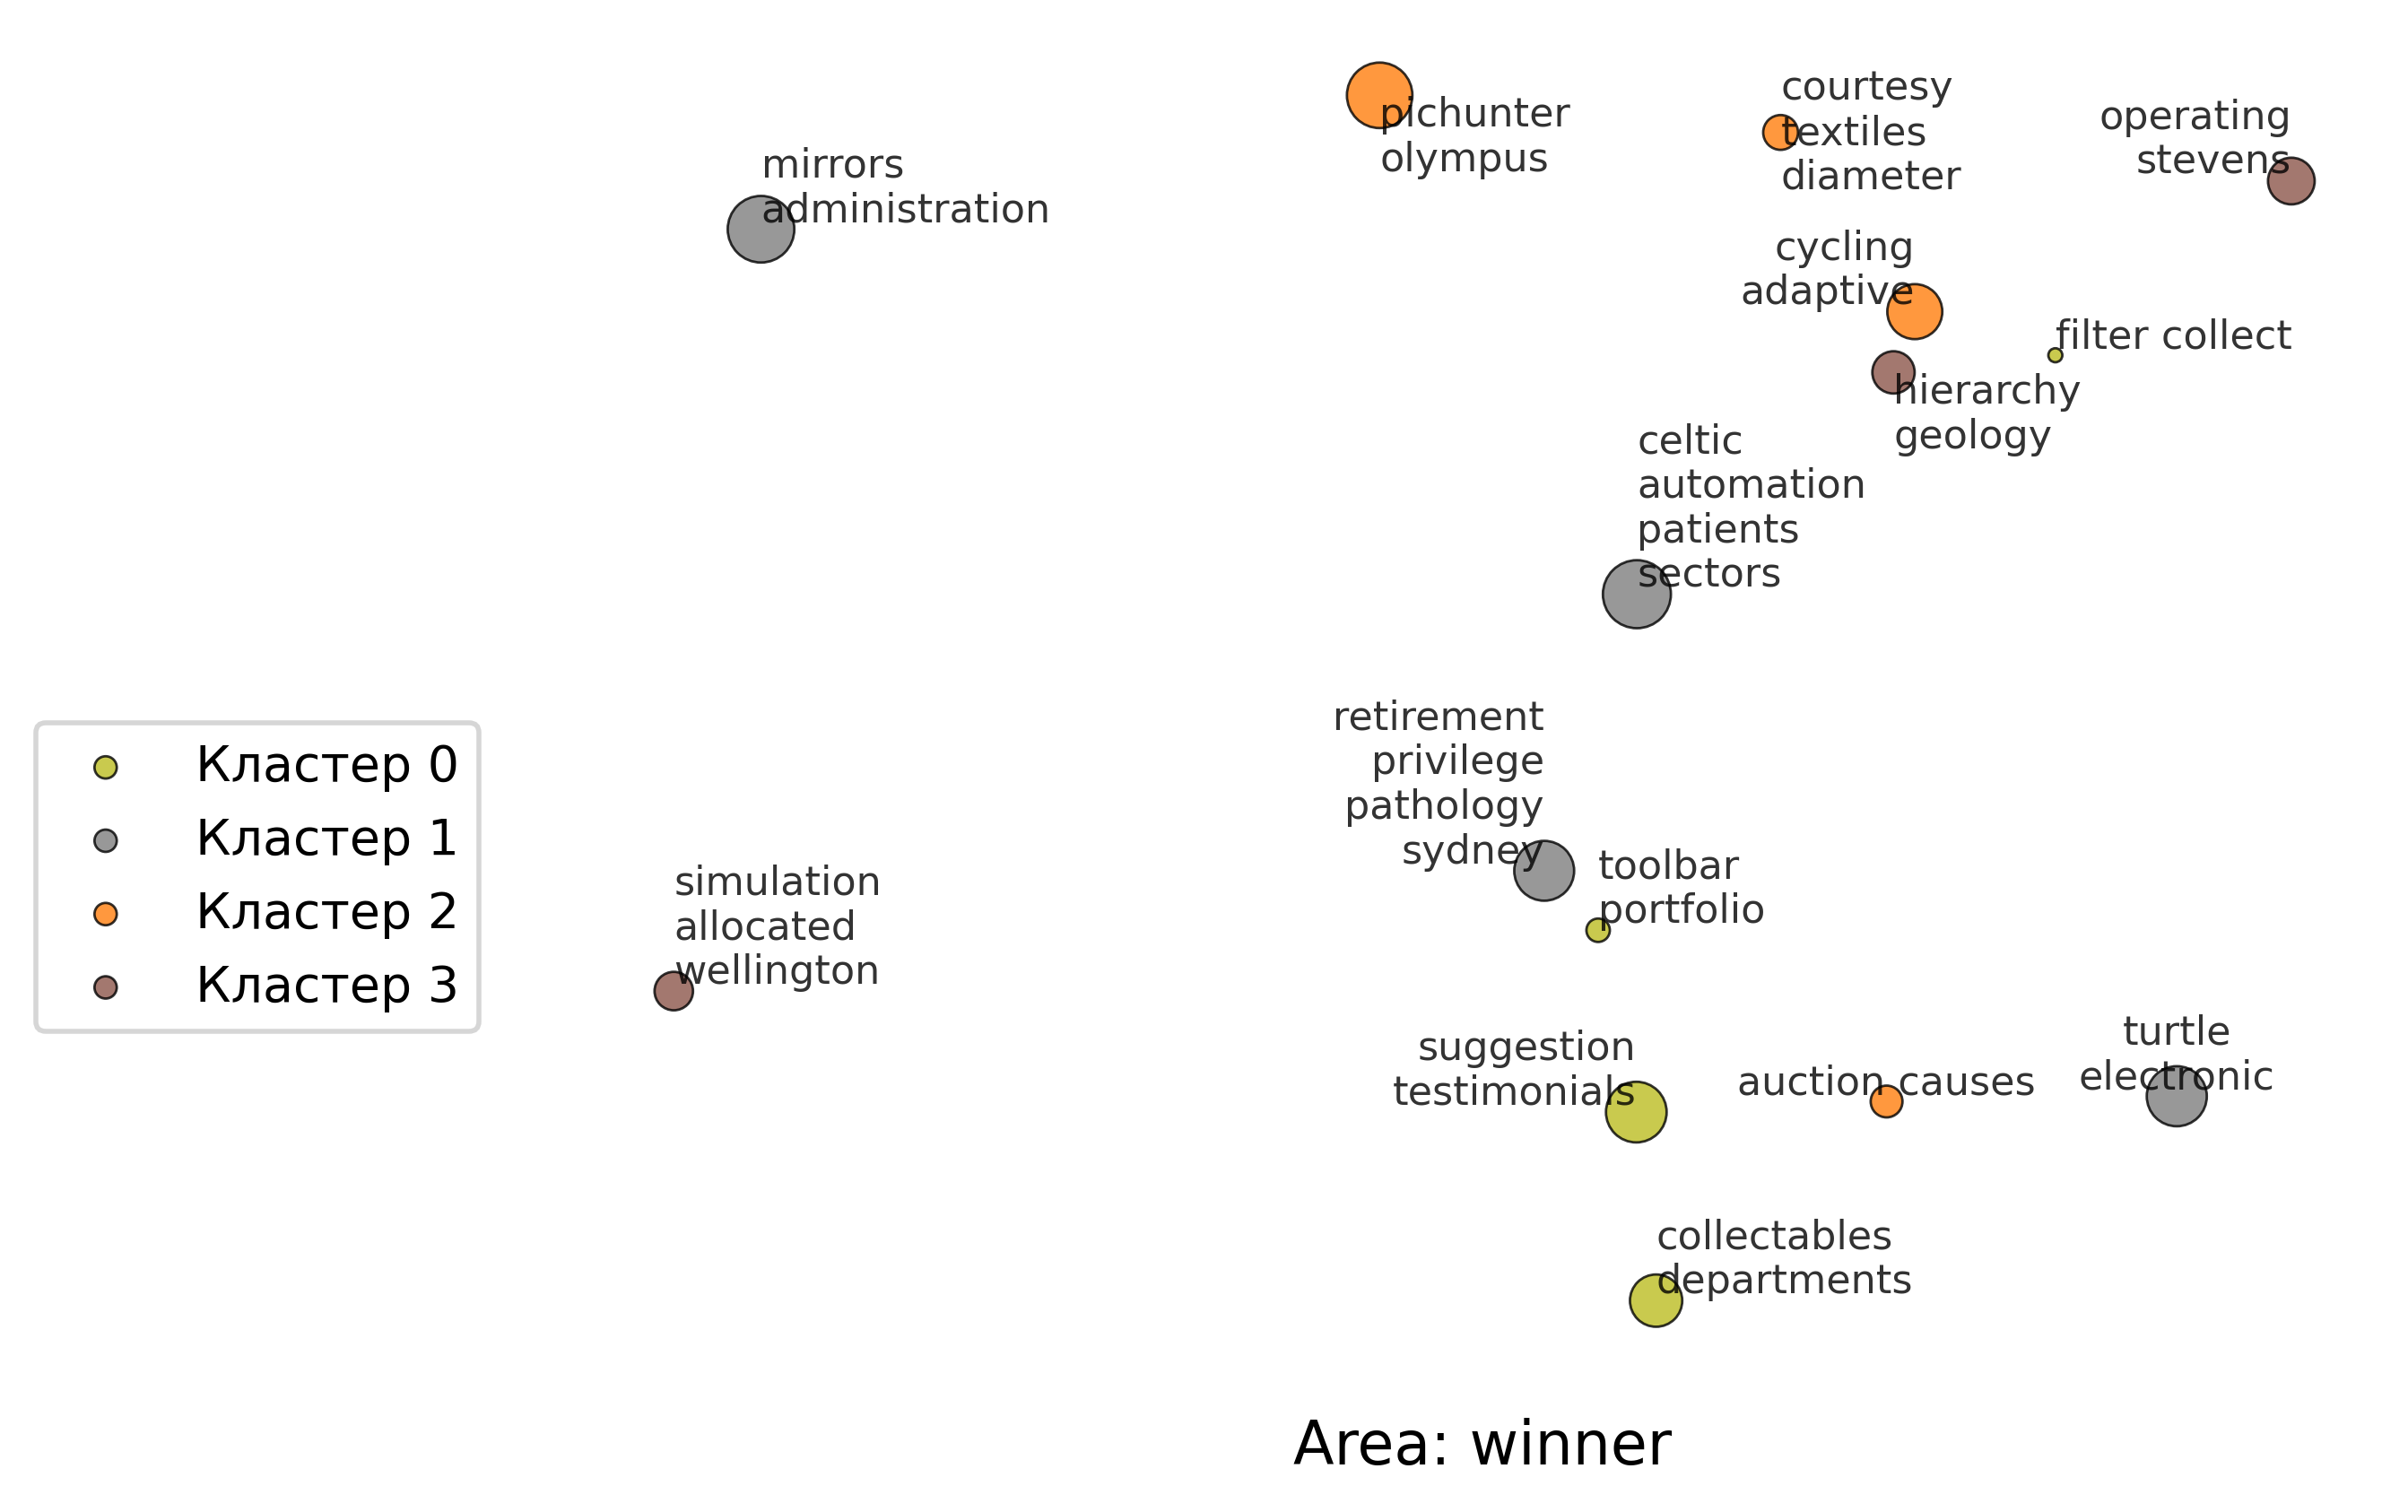 pichunter
olympus
courtesy
textiles
diameter
operating
stevens
mirrors
administration
cycling
adaptive
filter collect
hierarchy
geology
celtic
automation
patients
sectors
retirement
privilege
pathology
sydney
toolbar
portfolio
Кластер 0
Кластер 1
Кластер 2
Кластер 3
simulation
allocated
wellington
suggestion
testimonials
auction causes
turtle
electronic
collectables
departments
Area: winner